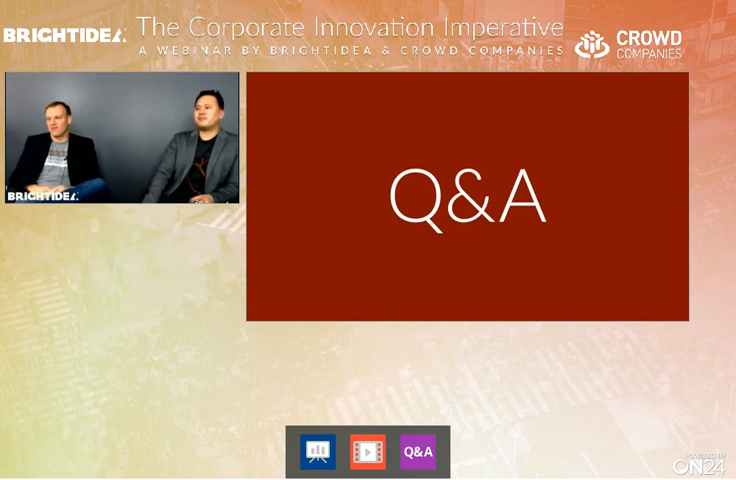 BRIGHTIDEA
The Corporate Innovation Imperative
A WEBINAR BY BRIGHTIDEA & CROWD COMPANIES
CROWD
COMPANIES
BRIGHTIDEA
Q&A
Q&A
POWERED BY
ON24